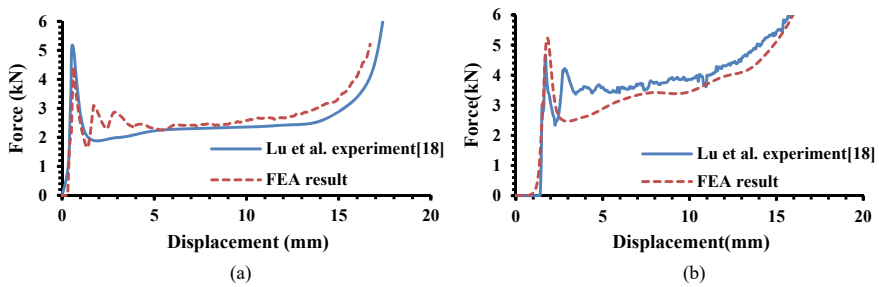 6
5
4
3
2
1
0
Force (kN)
Lu et al. experiment[18]
FEA result
0 5 10 15 20
Displacement (mm)
(a)
6
5
4
3
2
1
0
Force(kN)
Lu et al. experiment[18]
FEA result
0 5 10 15 20
Displacement(mm)
(b)